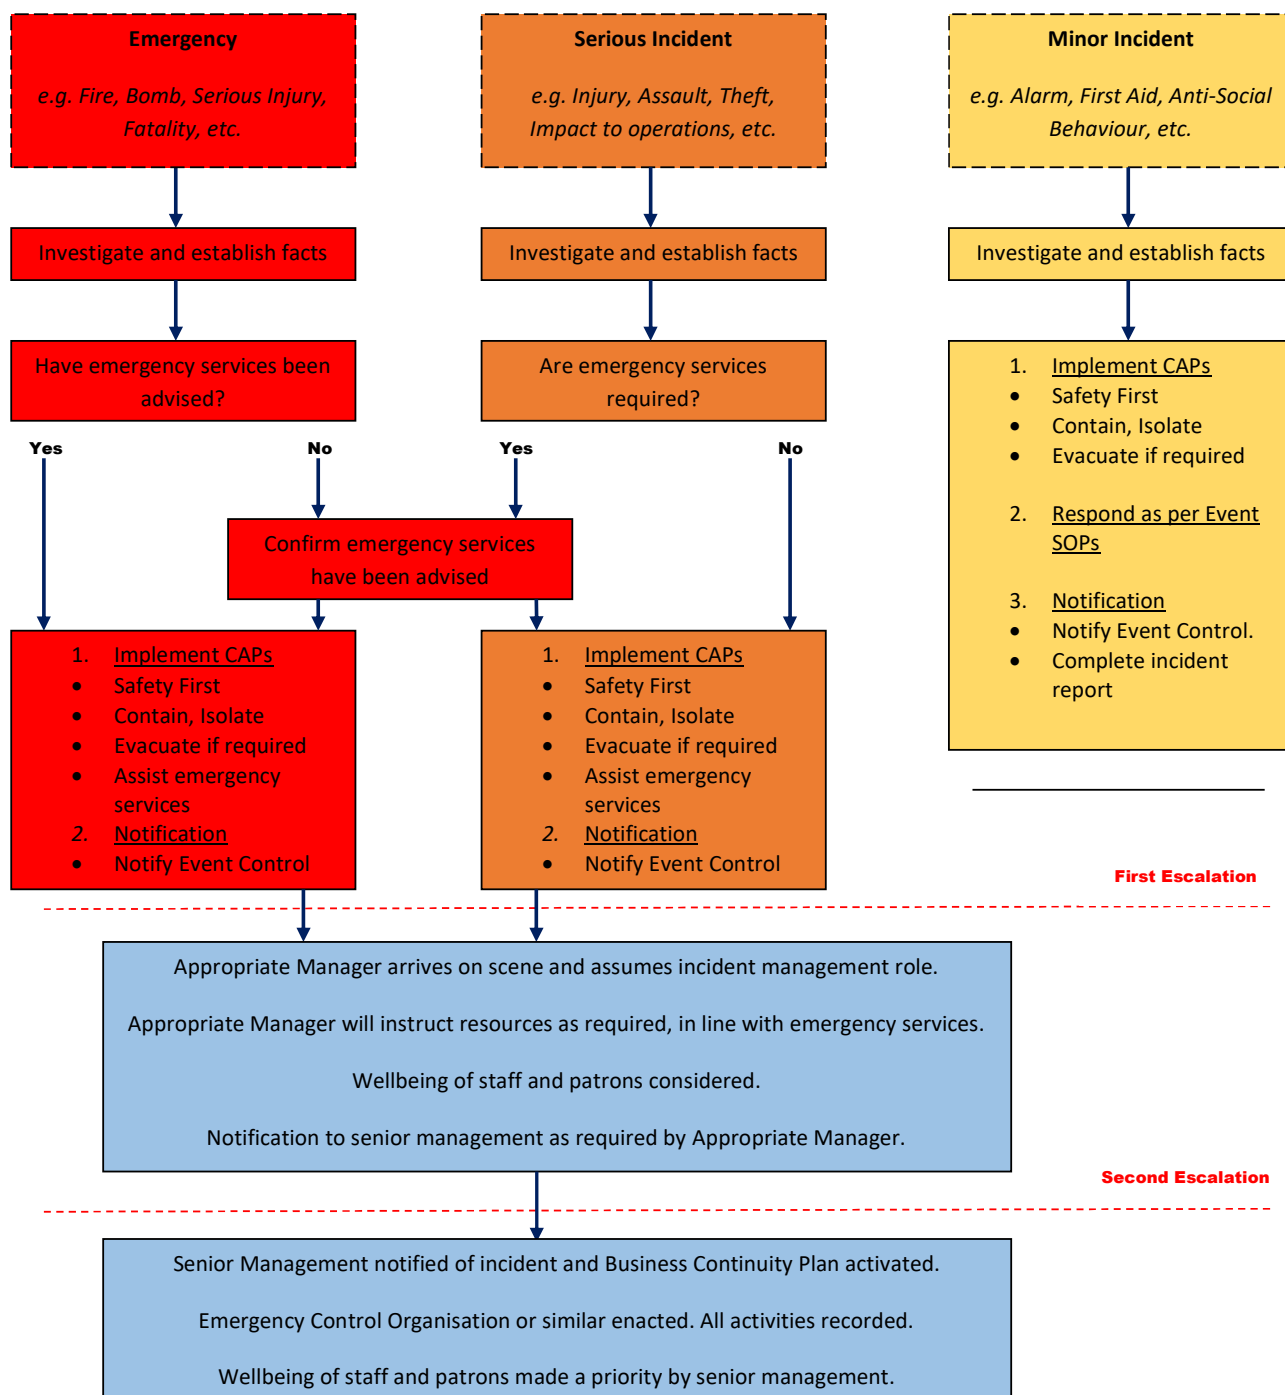 Emergency
e.g. Fire, Bomb, Serious Injury,
Fatality, etc.
Serious Incident
e.g. Injury, Assault, Theft,
Impact to operations, etc.
Minor Incident
e.g. Alarm, First Aid, Anti-Social
Behaviour, etc.
Investigate and establish facts
Investigate and establish facts
Investigate and establish facts
Have emergency services been
advised?
Are emergency services
required?
1. Implement CAPs
• Safety First
• Contain, Isolate
• Evacuate if required
2. Respond as per Event
SOPs
3. Notification
• Notify Event Control.
• Complete incident
report
Yes
No
Yes
No
Confirm emergency services
have been advised
1. Implement CAPs
• Safety First
• Contain, Isolate
• Evacuate if required
• Assist emergency
services
2. Notification
• Notify Event Control
1. Implement CAPs
• Safety First
• Contain, Isolate
• Evacuate if required
• Assist emergency
services
2. Notification
• Notify Event Control
First Escalation
Appropriate Manager arrives on scene and assumes incident management role.
Appropriate Manager will instruct resources as required, in line with emergency services.
Wellbeing of staff and patrons considered.
Notification to senior management as required by Appropriate Manager.
Second Escalation
Senior Management notified of incident and Business Continuity Plan activated.
Emergency Control Organisation or similar enacted. All activities recorded.
Wellbeing of staff and patrons made a priority by senior management.